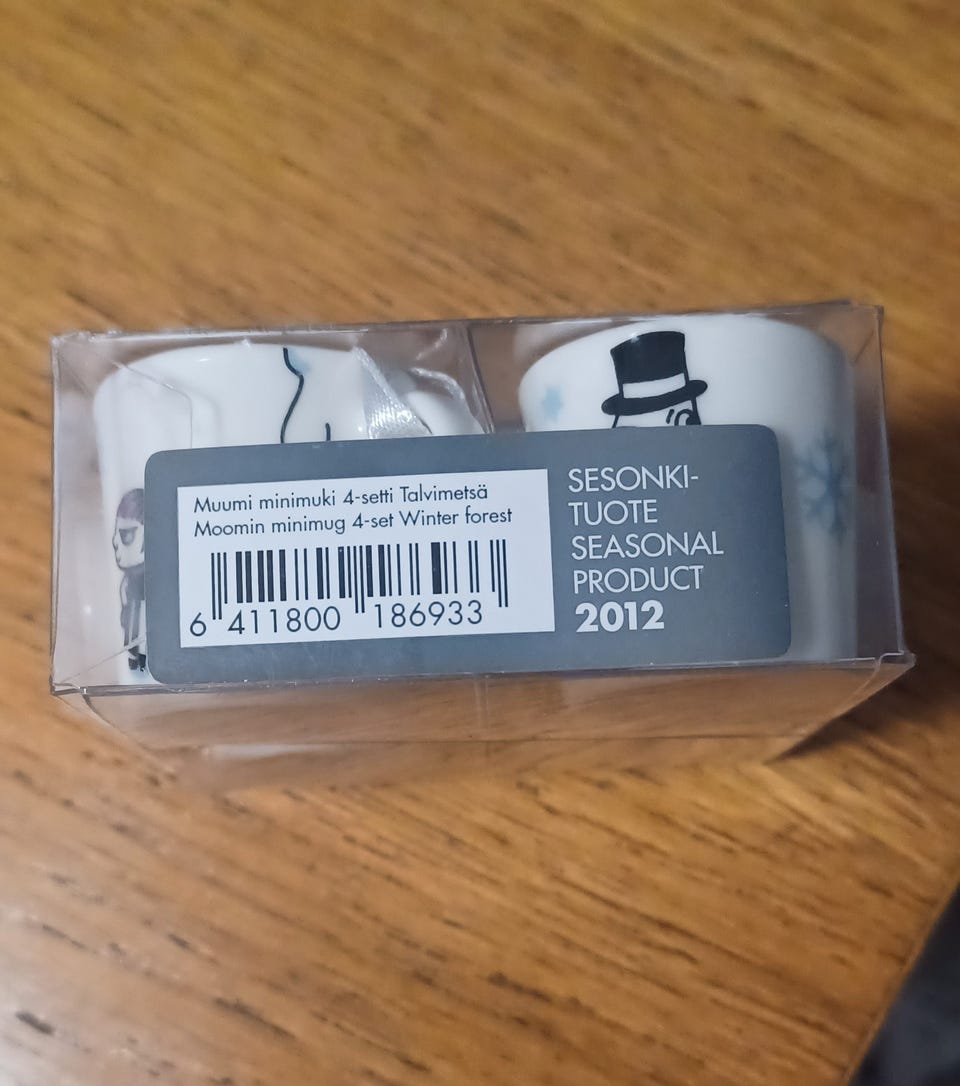 Muumi minimuki 4-setti Talvimetsä
Moomin minimug 4-set Winter forest
6 411800 186933
SESONKI-
TUOTE
SEASONAL
PRODUCT
2012